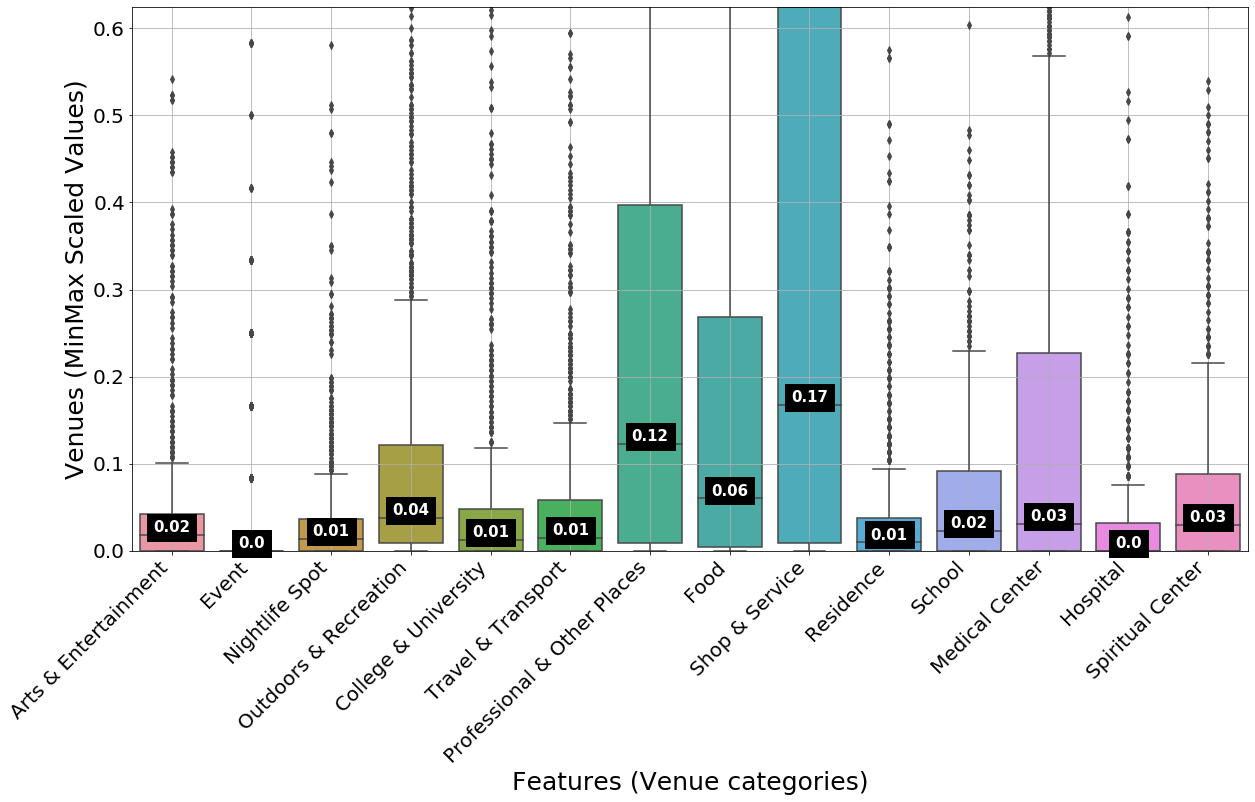 Venues (MinMax Scaled Values)
0.6
0.5
0.4
0.3
0.2
0.1
0.0
0.02
0.0
0.01
0.04
0.01
0.01
0.12
0.06
0.17
0.01
0.02
0.03
0.0
0.03
Arts & Entertainment
Event
Nightlife Spot
Outdoors & Recreation
College & University
Travel & Transport
Professional & Other Places
Food
Shop & Service
Residence
School
Medical Center
Hospital
Spiritual Center
Features (Venue categories)